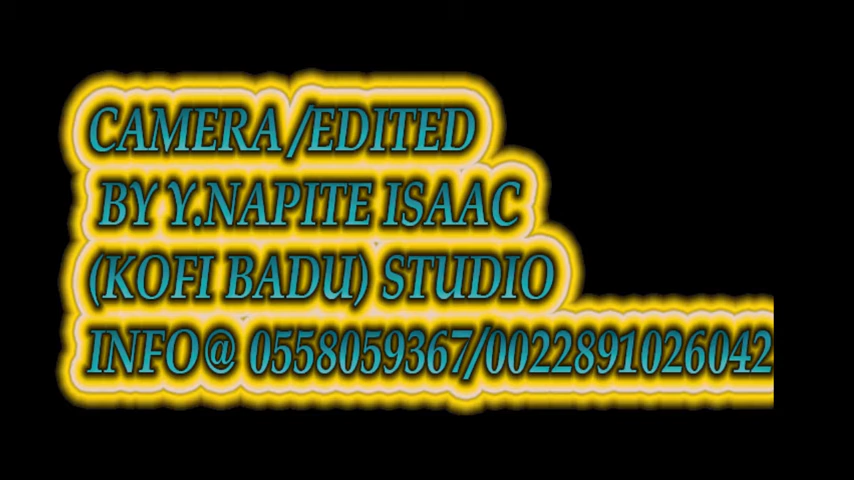 CAMERA /EDITED
BY Y.NAPITE ISAAC
(KOFI BADU) STUDIO
INFO@ 0558059367/0022891026042